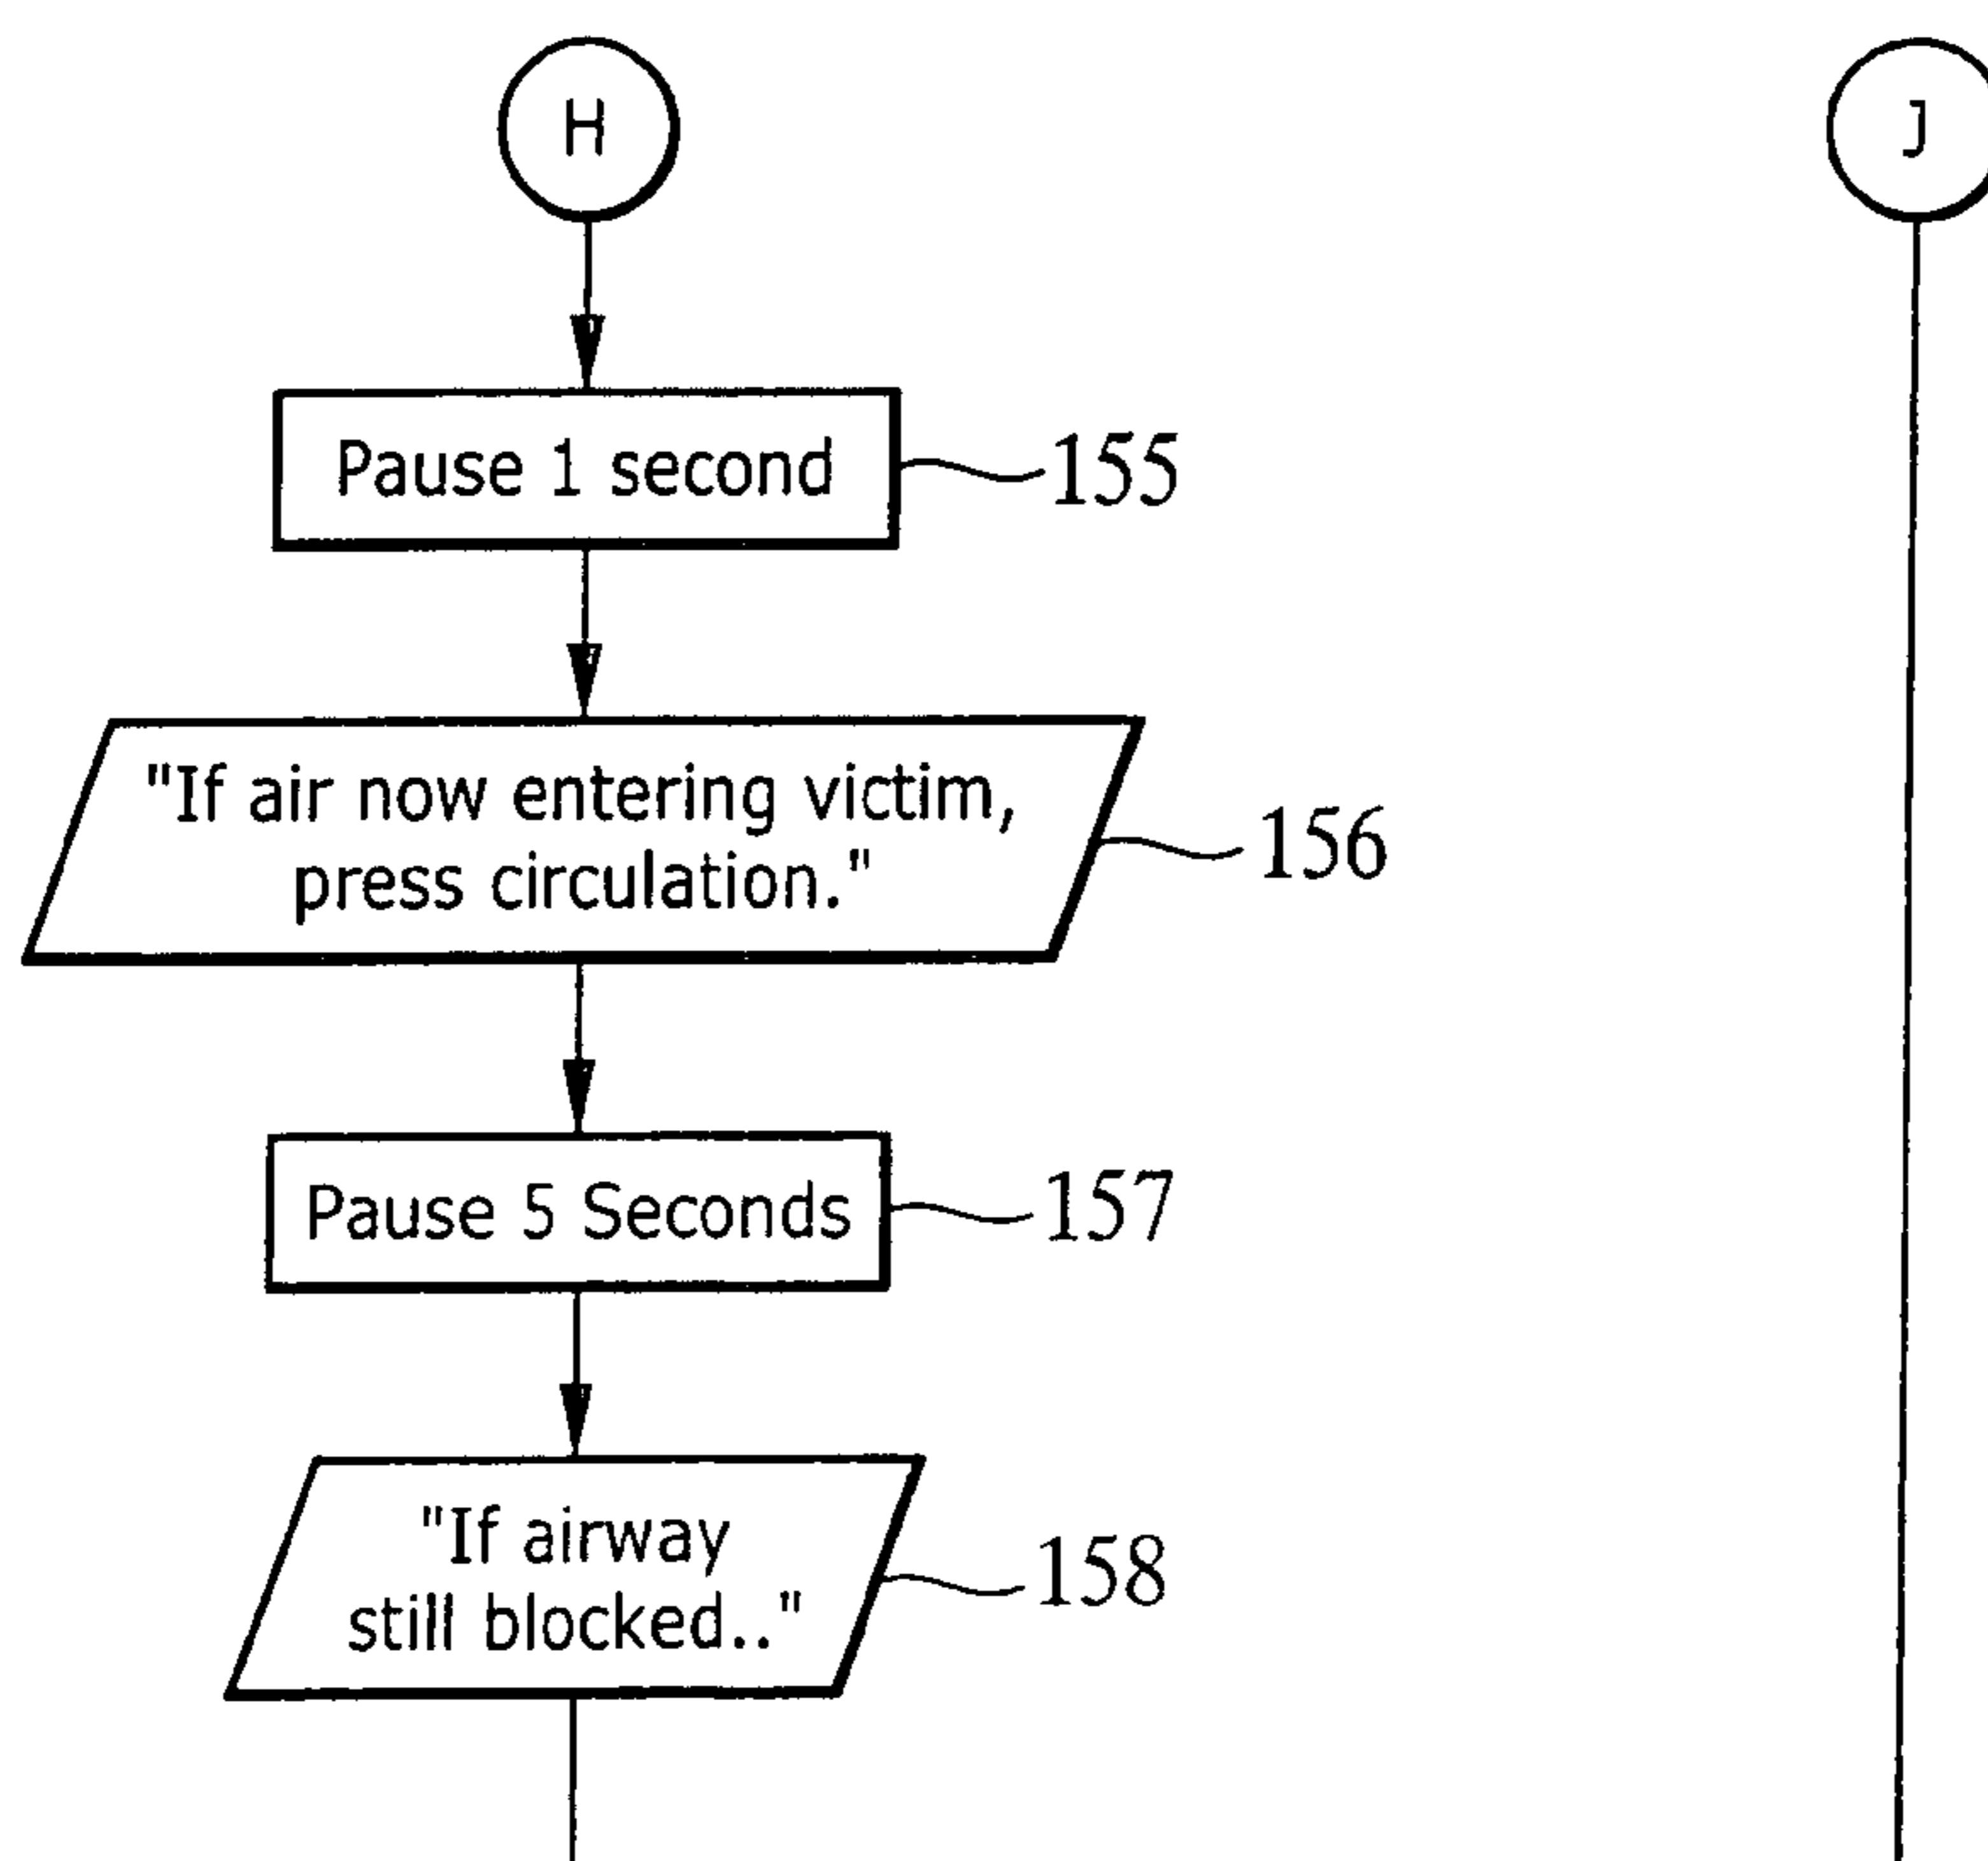 H
J
Pause 1 second
155
"If air now entering victim,
press circulation."
156
Pause 5 Seconds
157
"If airway
still blocked.."
158